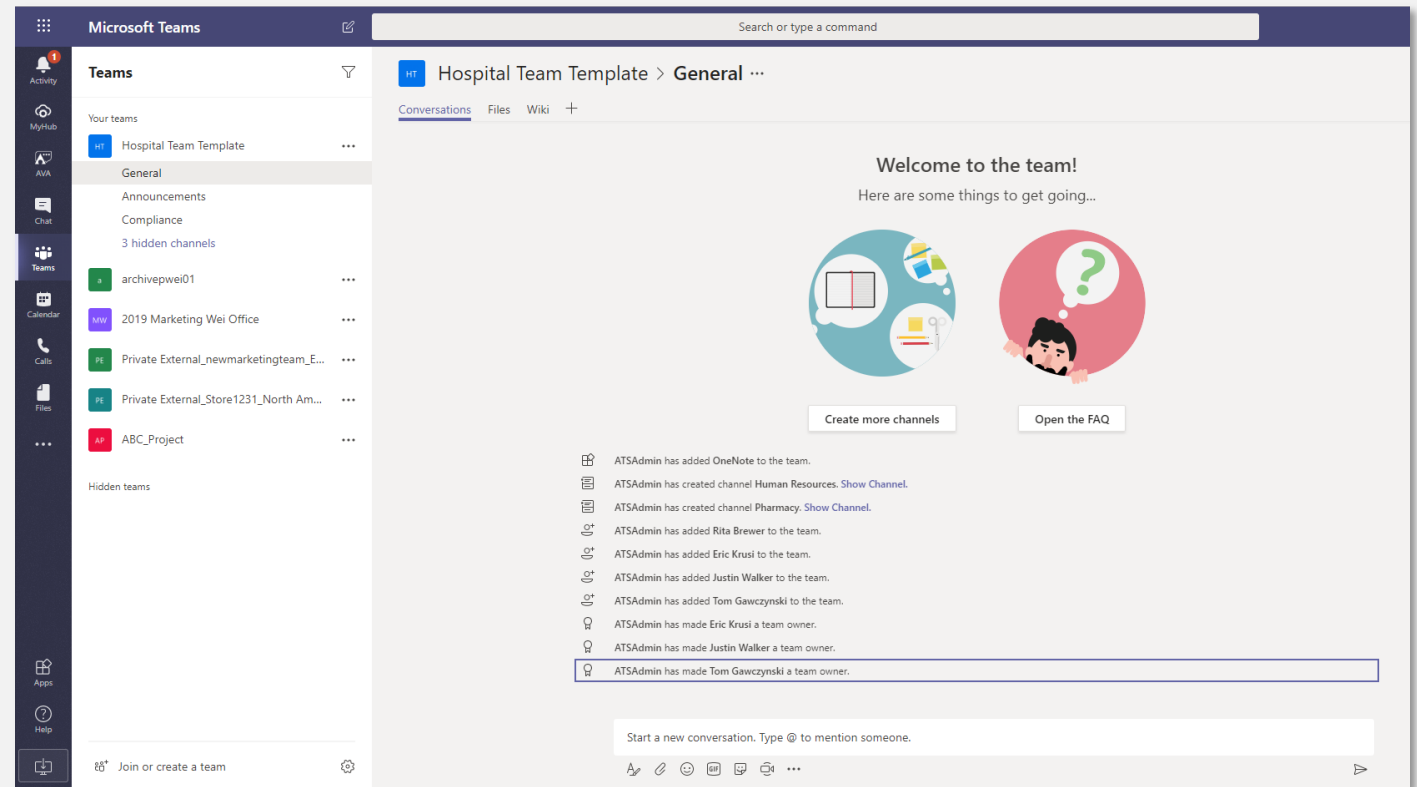 Microsoft Teams
Search or type a command
1
Activity
MyHub
AVA
Chat
Teams
Calendar
Calls
Files
Apps
Help
Teams
Your teams
HT Hospital Team Template
General
Announcements
Compliance
3 hidden channels
a archivepwei01
MW 2019 Marketing Wei Office
PE Private External_newmarketingteam_E...
PE Private External_Store1231_North Am...
AP ABC_Project
Hidden teams
Join or create a team
HT Hospital Team Template > General
Conversations Files Wiki
Welcome to the team!
Here are some things to get going...
?
Create more channels Open the FAQ
ATSAdmin has added OneNote to the team.
ATSAdmin has created channel Human Resources. Show Channel.
ATSAdmin has created channel Pharmacy. Show Channel.
ATSAdmin has added Rita Brewer to the team.
ATSAdmin has added Eric Krusi to the team.
ATSAdmin has added Justin Walker to the team.
ATSAdmin has added Tom Gawczynski to the team.
ATSAdmin has made Eric Krusi a team owner.
ATSAdmin has made Justin Walker a team owner.
ATSAdmin has made Tom Gawczynski a team owner.
Start a new conversation. Type @ to mention someone.
GIF